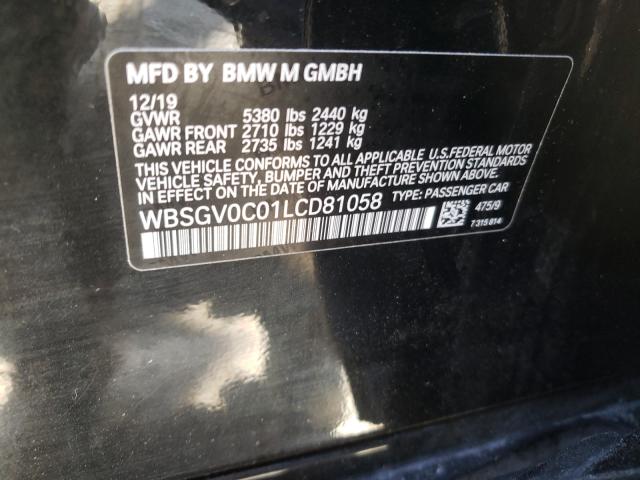 MFD BY BMW M GMBH
12/19
GVWR 5380 lbs 2440 kg
GAWR FRONT 2710 lbs 1229 kg
GAWR REAR 2735 lbs 1241 kg
THIS VEHICLE CONFORMS TO ALL APPLICABLE U.S.FEDERAL MOTOR
VEHICLE SAFETY, BUMPER AND THEFT PREVENTION STANDARDS
IN EFFECT ON THE DATE OF MANUFACTURE SHOWN ABOVE.
WBSGV0C01LCD81058 TYPE: PASSENGER CAR
475/9
7 315 814